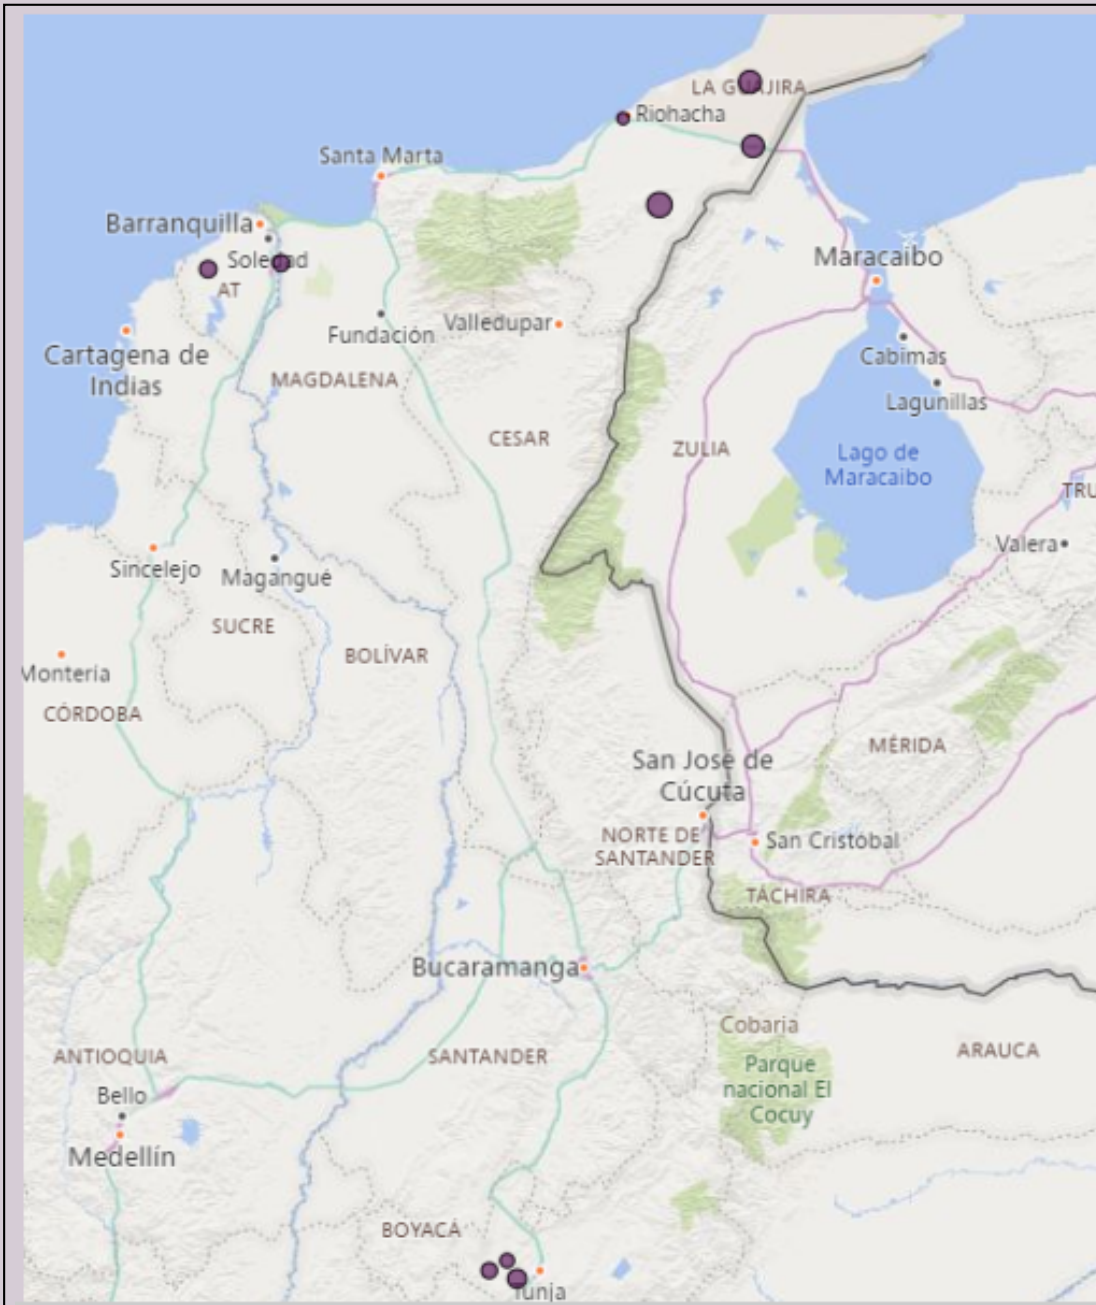 LA GUAJIRA
Riohacha
Santa Marta
Barranquilla
Soledad
AT
Maracaibo
Fundación
Valledupar
Cartagena de
Indias
Cabimas
MAGDALENA
Lagunillas
CESAR
ZULIA
Lago de
Maracaibo
TRU
Valera
Sincelejo
Magangué
SUCRE
BOLÍVAR
Montería
CÓRDOBA
MÉRIDA
San José de
Cúcuta
NORTE DE
SANTANDER
San Cristóbal
TÁCHIRA
Bucaramanga
Cobaria
ANTIOQUIA
SANTANDER
ARAUCA
Parque
nacional El
Cocuy
Bello
Medellín
BOYACÁ
Tunja